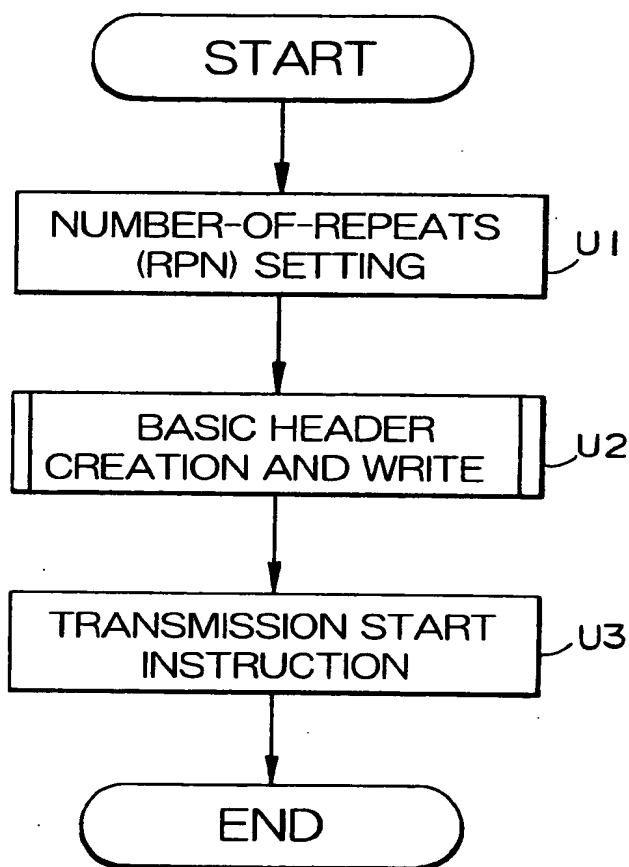 START
NUMBER-OF-REPEATS
(RPN) SETTING
U1
BASIC HEADER
CREATION AND WRITE
U2
TRANSMISSION START
INSTRUCTION
U3
END